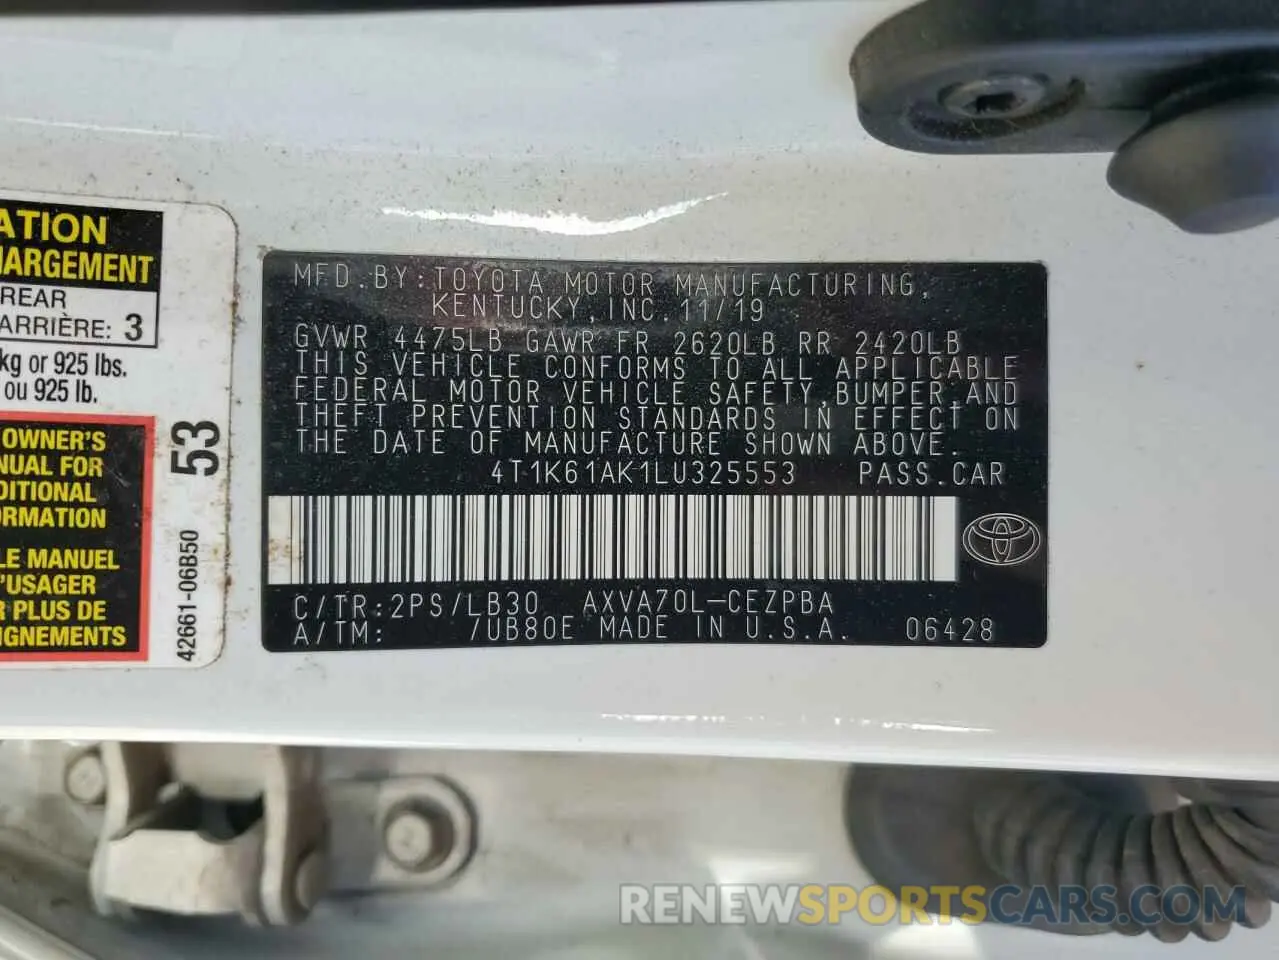 ATION
HARGEMENT
REAR
ARRIÈRE: 3
kg or 925 lbs.
ou 925 lb.
OWNER'S
NUAL FOR
DITIONAL
ORMATION
LE MANUEL
'USAGER
R PLUS DE
IGNEMENTS
53
42661-06B50
MFD.BY:TOYOTA MOTOR MANUFACTURING,
KENTUCKY,INC. 11/19
GVWR 4475LB GAWR FR 2620LB RR 2420LB
THIS VEHICLE CONFORMS TO ALL APPLICABLE
FEDERAL MOTOR VEHICLE SAFETY,BUMPER,AND
THEFT PREVENTION STANDARDS IN EFFECT ON
THE DATE OF MANUFACTURE SHOWN ABOVE.
4T1K61AK1LU325553 PASS.CAR
C/TR:2PS/LB30 AXVA70L-CEZPBA
A/TM: /UB80E MADE IN U.S.A. 06428
RENEWSPORTSCARS.COM